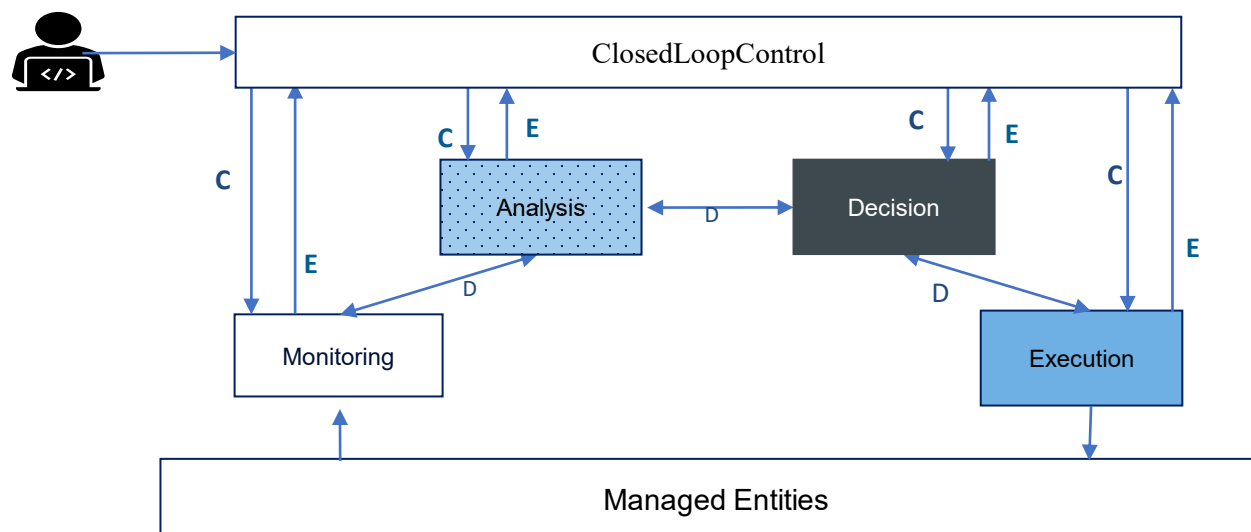 </>
ClosedLoopControl
C
E
C
E
C
E
C
E
Analysis
D
Decision
D
D
Monitoring
Execution
Managed Entities